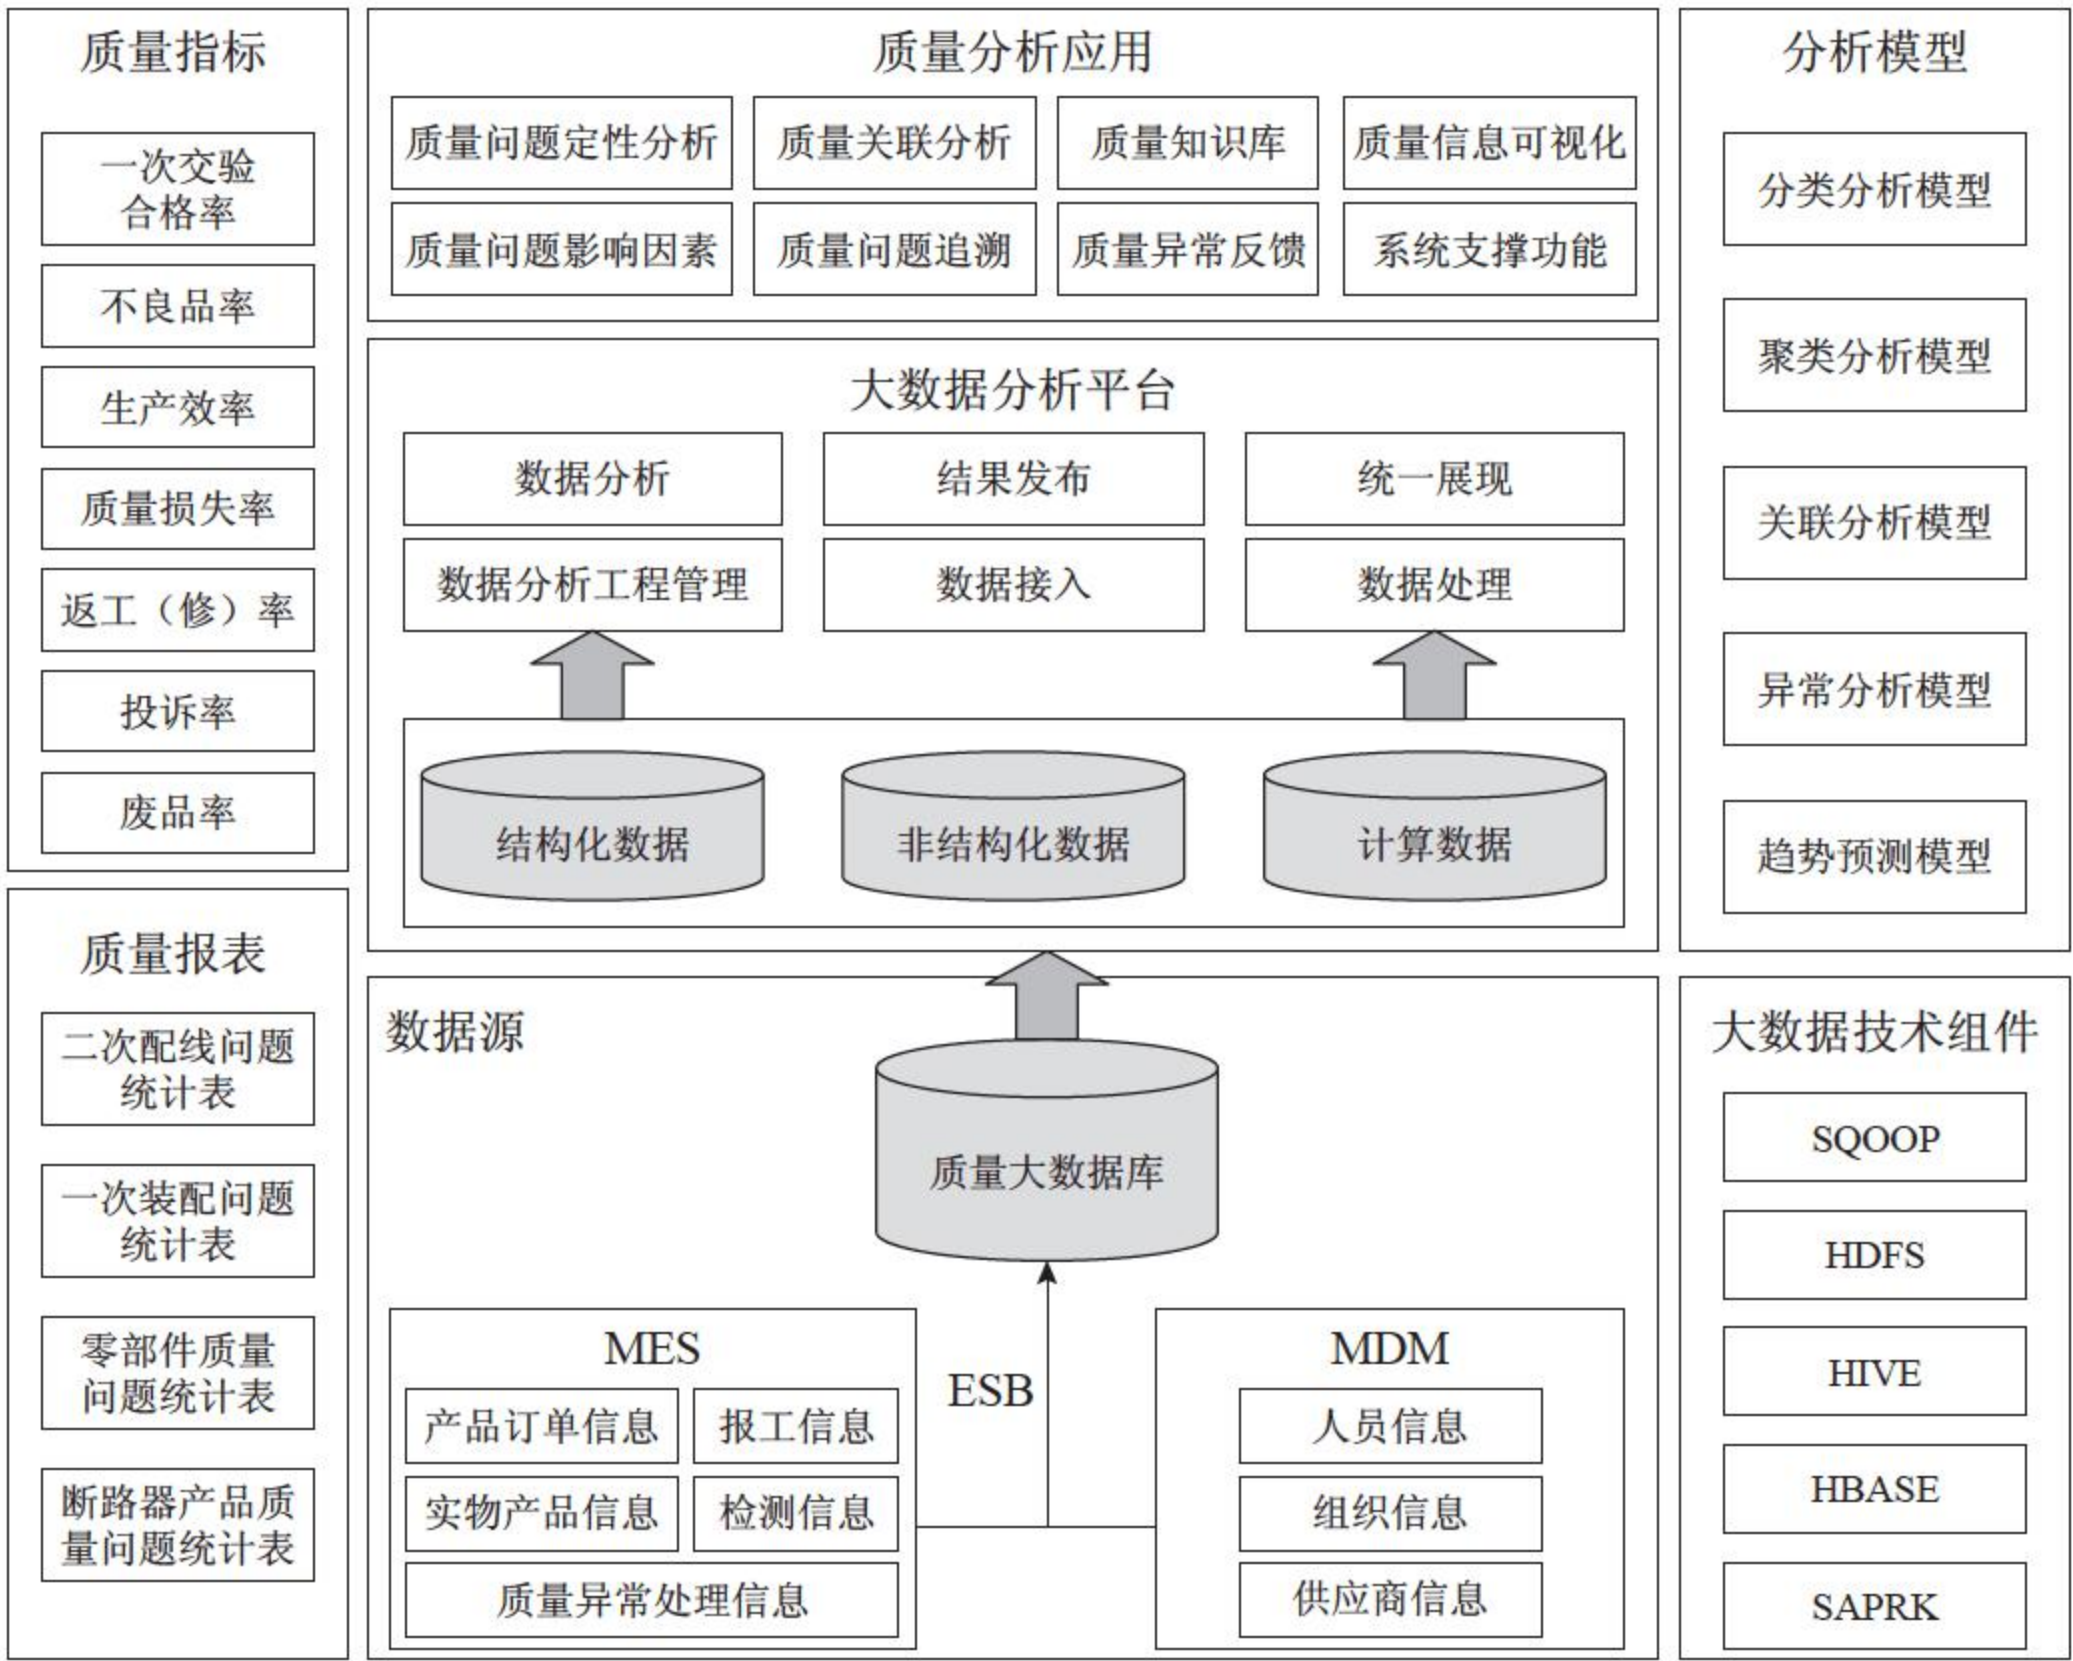 质量指标
一次交验
合格率
不良品率
生产效率
质量损失率
返工（修）率
投诉率
废品率
质量报表
二次配线问题
统计表
一次装配问题
统计表
零部件质量
问题统计表
断路器产品质
量问题统计表
质量分析应用
质量问题定性分析
质量关联分析
质量知识库
质量信息可视化
质量问题影响因素
质量问题追溯
质量异常反馈
系统支撑功能
大数据分析平台
数据分析
结果发布
统一展现
数据分析工程管理
数据接入
数据处理
结构化数据
非结构化数据
计算数据
数据源
质量大数据库
MES
产品订单信息
报工信息
实物产品信息
检测信息
质量异常处理信息
ESB
MDM
人员信息
组织信息
供应商信息
分析模型
分类分析模型
聚类分析模型
关联分析模型
异常分析模型
趋势预测模型
大数据技术组件
SQOOP
HDFS
HIVE
HBASE
SAPRK